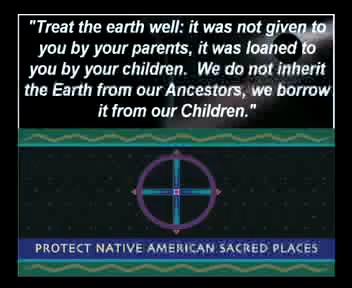 "Treat the earth well: it was not given to
you by your parents, it was loaned to
you by your children.  We do not inherit
the Earth from our Ancestors, we borrow
it from our Children."
PROTECT NATIVE AMERICAN SACRED PLACES